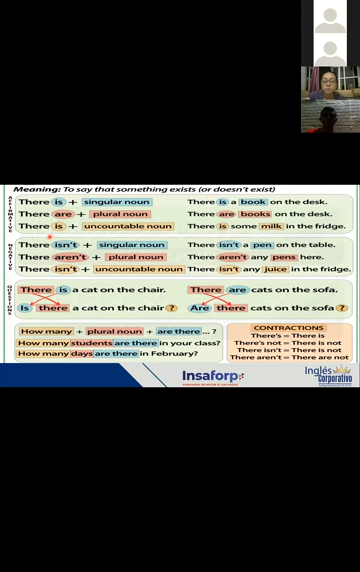 Meaning: To say that something exists (or doesn't exist)
AFFIRMATIVE
There is + singular noun There is a book on the desk.
There are + plural noun There are books on the desk.
There is + uncountable noun There is some milk in the fridge.
NEGATIVE
There isn't + singular noun There isn't a pen on the table.
There aren't + plural noun There aren't any pens here.
There isn't + uncountable noun There isn't any juice in the fridge.
QUESTIONS
There is a cat on the chair. There are cats on the sofa.
Is there a cat on the chair ? Are there cats on the sofa ?
How many + plural noun + are there ... ?
How many students are there in your class?
How many days are there in February?
CONTRACTIONS
There's = There is
There's not = There is not
There isn't = There is not
There aren't = There are not
Insaforp
Inglés
Corporativo